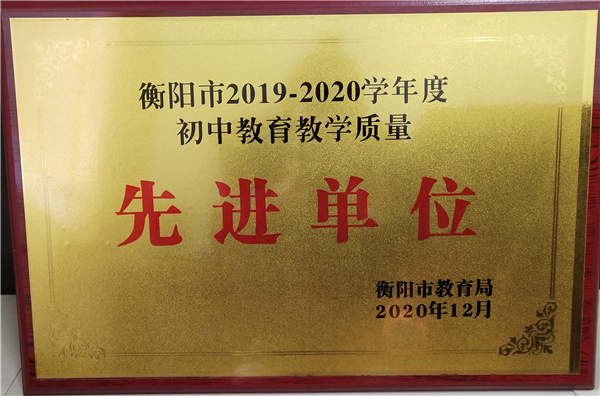 衡阳市2019-2020学年度
初中教育教学质量
先进单位
衡阳市教育局
2020年12月